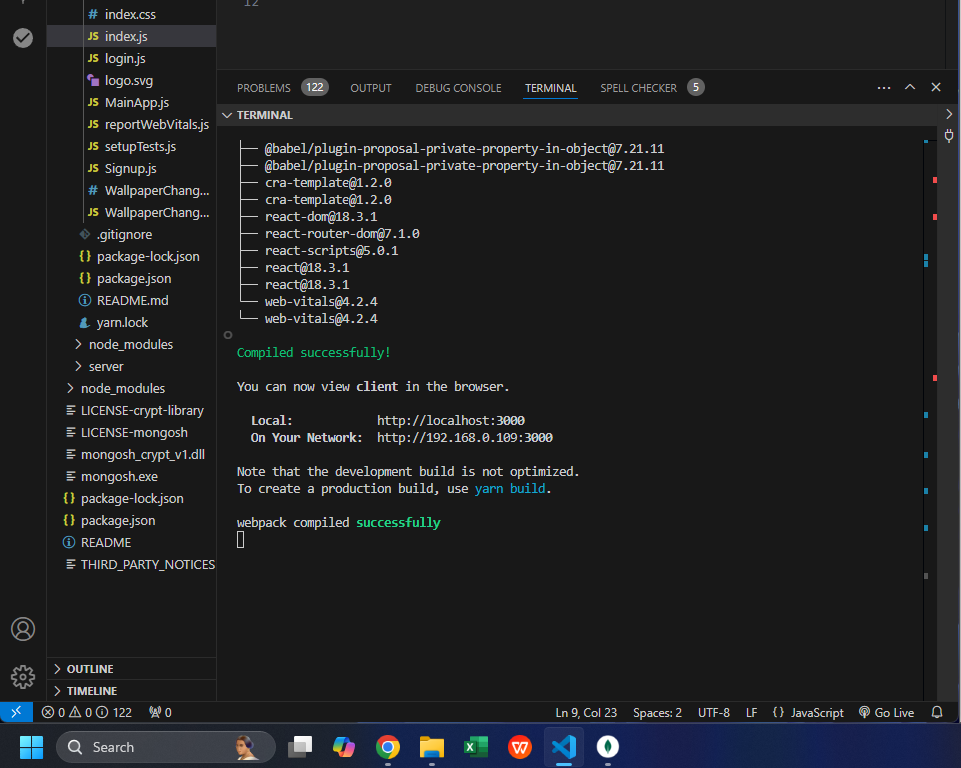 index.css
12
JS index.js
JS login.js
logo.svg
JS MainApp.js
JS reportWebVitals.js
JS setupTests.js
JS Signup.js
# WallpaperChang...
JS WallpaperChang...
.gitignore
{} package-lock.json
{} package.json
README.md
yarn.lock
node_modules
server
node_modules
LICENSE-crypt-library
LICENSE-mongosh
mongosh_crypt_v1.dll
mongosh.exe
{} package-lock.json
{} package.json
README
THIRD_PARTY_NOTICES
OUTLINE
TIMELINE
PROBLEMS 122 OUTPUT DEBUG CONSOLE TERMINAL SPELL CHECKER 5
TERMINAL
├── @babel/plugin-proposal-private-property-in-object@7.21.11
├── @babel/plugin-proposal-private-property-in-object@7.21.11
├── cra-template@1.2.0
├── cra-template@1.2.0
├── react-dom@18.3.1
├── react-router-dom@7.1.0
├── react-scripts@5.0.1
├── react@18.3.1
├── react@18.3.1
└── web-vitals@4.2.4
└── web-vitals@4.2.4
Compiled successfully!
You can now view client in the browser.
Local: http://localhost:3000
On Your Network: http://192.168.0.109:3000
Note that the development build is not optimized.
To create a production build, use yarn build.
webpack compiled successfully
0 0 122 0 Ln 9, Col 23 Spaces: 2 UTF-8 LF {} JavaScript Go Live
Search